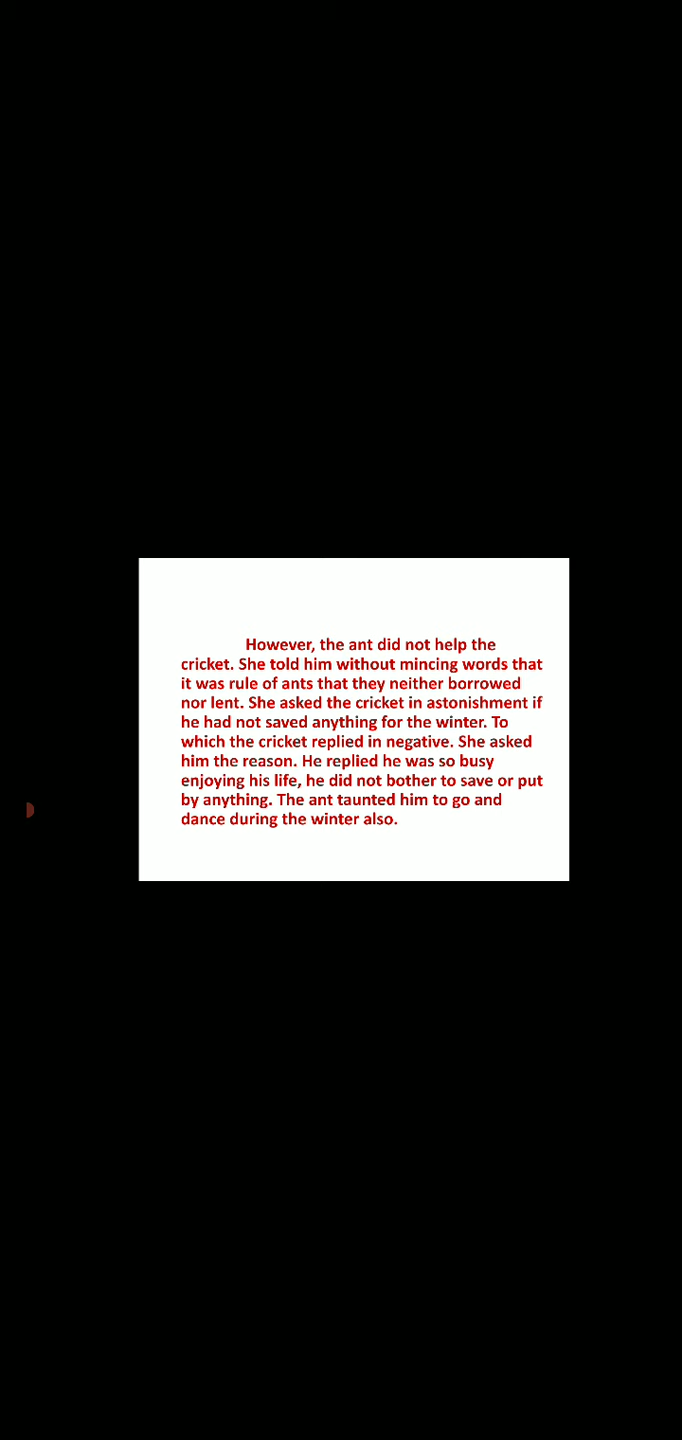 However, the ant did not help the
cricket. She told him without mincing words that
it was rule of ants that they neither borrowed
nor lent. She asked the cricket in astonishment if
he had not saved anything for the winter. To
which the cricket replied in negative. She asked
him the reason. He replied he was so busy
enjoying his life, he did not bother to save or put
by anything. The ant taunted him to go and
dance during the winter also.